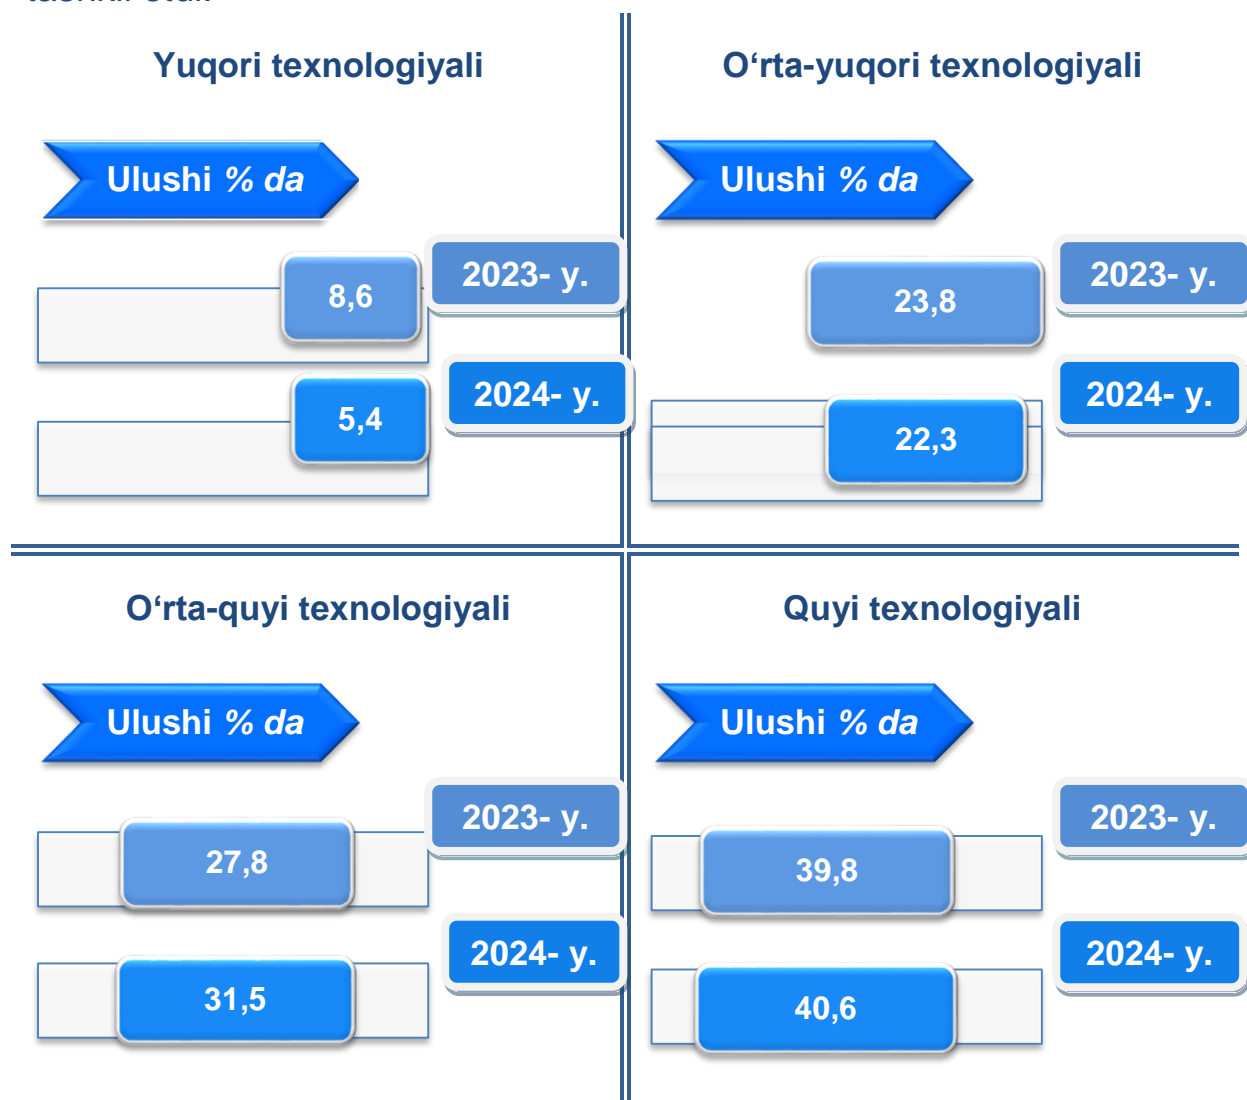 Yuqori texnologiyali
Ulushi % da
2023- y.
8,6
2024- y.
5,4
O‘rta-yuqori texnologiyali
Ulushi % da
2023- y.
23,8
2024- y.
22,3
O‘rta-quyi texnologiyali
Ulushi % da
2023- y.
27,8
2024- y.
31,5
Quyi texnologiyali
Ulushi % da
2023- y.
39,8
2024- y.
40,6